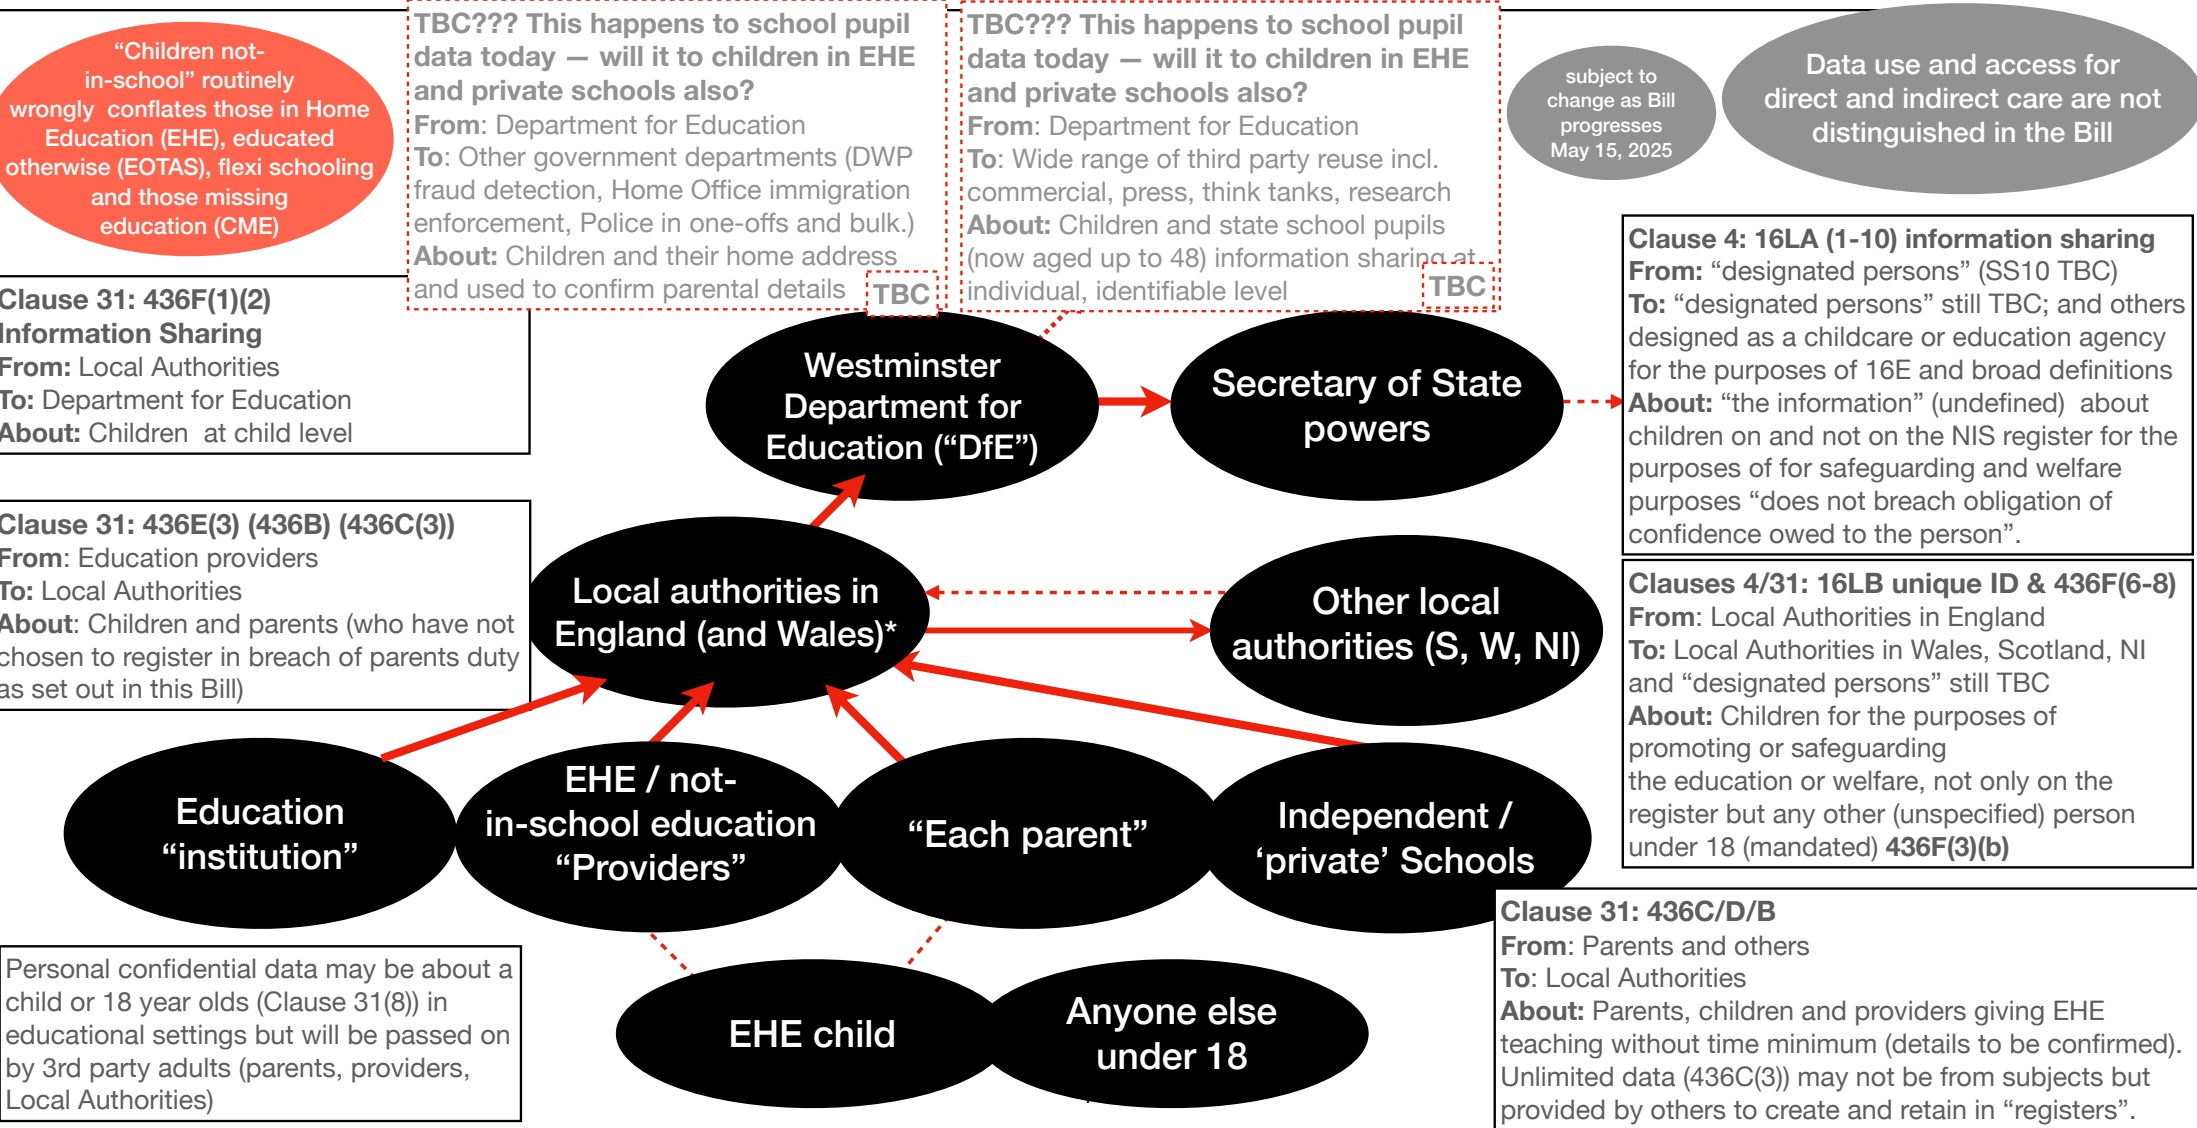 “Children not-
in-school” routinely
wrongly conflates those in Home
Education (EHE), educated
otherwise (EOTAS), flexi schooling
and those missing
education (CME)
TBC??? This happens to school pupil
data today — will it to children in EHE
and private schools also?
From: Department for Education
To: Other government departments (DWP
fraud detection, Home Office immigration
enforcement, Police in one-offs and bulk.)
About: Children and their home address
and used to confirm parental details
TBC
TBC??? This happens to school pupil
data today — will it to children in EHE
and private schools also?
From: Department for Education
To: Wide range of third party reuse incl.
commercial, press, think tanks, research
About: Children and state school pupils
(now aged up to 48) information sharing at
individual, identifiable level
TBC
subject to
change as Bill
progresses
May 15, 2025
Data use and access for
direct and indirect care are not
distinguished in the Bill
Clause 31: 436F(1)(2)
Information Sharing
From: Local Authorities
To: Department for Education
About: Children at child level
Westminster
Department for
Education (“DfE”)
Secretary of State
powers
Clause 4: 16LA (1-10) information sharing
From: “designated persons” (SS10 TBC)
To: “designated persons” still TBC; and others
designed as a childcare or education agency
for the purposes of 16E and broad definitions
About: “the information” (undefined) about
children on and not on the NIS register for the
purposes of for safeguarding and welfare
purposes “does not breach obligation of
confidence owed to the person”.
Clause 31: 436E(3) (436B) (436C(3))
From: Education providers
To: Local Authorities
About: Children and parents (who have not
chosen to register in breach of parents duty
as set out in this Bill)
Local authorities in
England (and Wales)*
Other local
authorities (S, W, NI)
Clauses 4/31: 16LB unique ID & 436F(6-8)
From: Local Authorities in England
To: Local Authorities in Wales, Scotland, NI
and “designated persons” still TBC
About: Children for the purposes of
promoting or safeguarding
the education or welfare, not only on the
register but any other (unspecified) person
under 18 (mandated) 436F(3)(b)
Education
“institution”
EHE / not-
in-school education
“Providers”
“Each parent”
Independent /
‘private’ Schools
Personal confidential data may be about a
child or 18 year olds (Clause 31(8)) in
educational settings but will be passed on
by 3rd party adults (parents, providers,
Local Authorities)
EHE child
Anyone else
under 18
Clause 31: 436C/D/B
From: Parents and others
To: Local Authorities
About: Parents, children and providers giving EHE
teaching without time minimum (details to be confirmed).
Unlimited data (436C(3)) may not be from subjects but
provided by others to create and retain in “registers”.